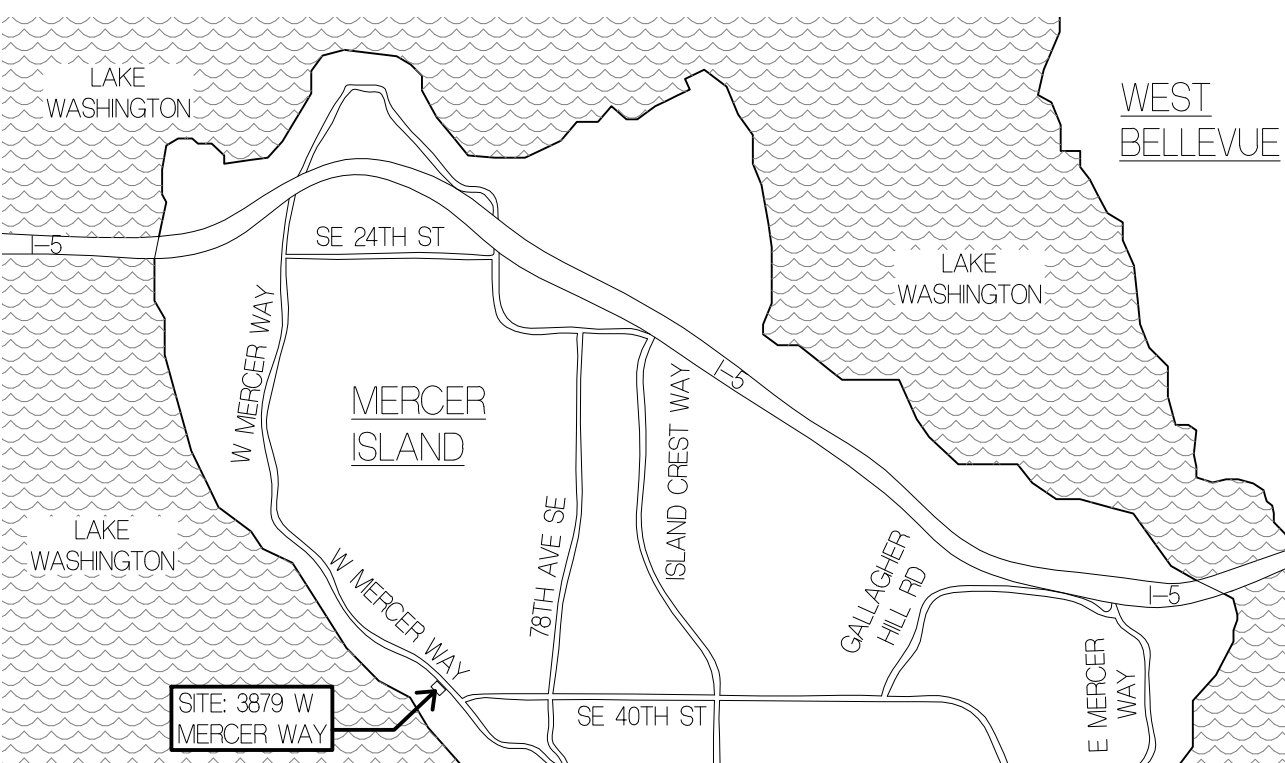 LAKE
WASHINGTON
WEST
BELLEVUE
I-5
SE 24TH ST
LAKE
WASHINGTON
W MERCER WAY
MERCER
ISLAND
I-5
ISLAND CREST WAY
LAKE
WASHINGTON
78TH AVE SE
W MERCER WAY
GALLAGHER
HILL RD
I-5
E MERCER
WAY
SITE: 3879 W
MERCER WAY
SE 40TH ST